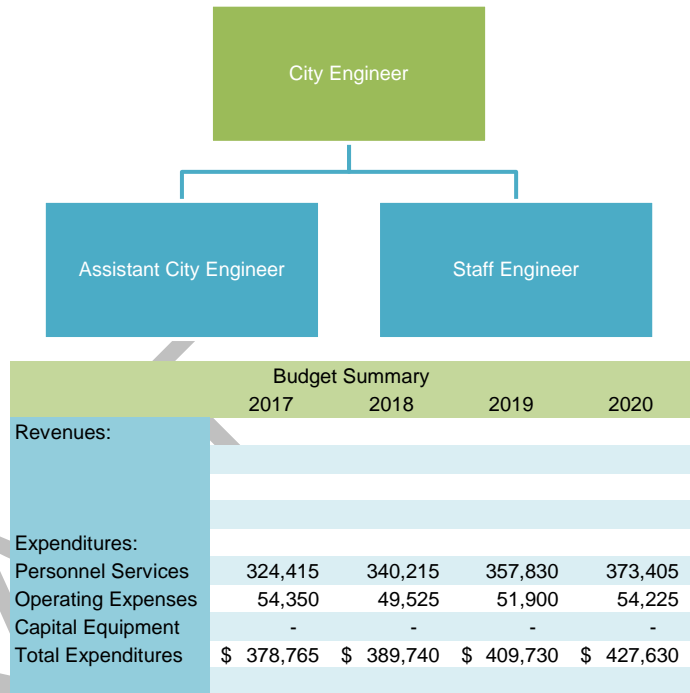 City Engineer
Assistant City Engineer
Staff Engineer
Budget Summary
2017 2018 2019 2020
Revenues:
Expenditures:
Personnel Services 324,415 340,215 357,830 373,405
Operating Expenses 54,350 49,525 51,900 54,225
Capital Equipment - - - -
Total Expenditures $ 378,765 $ 389,740 $ 409,730 $ 427,630